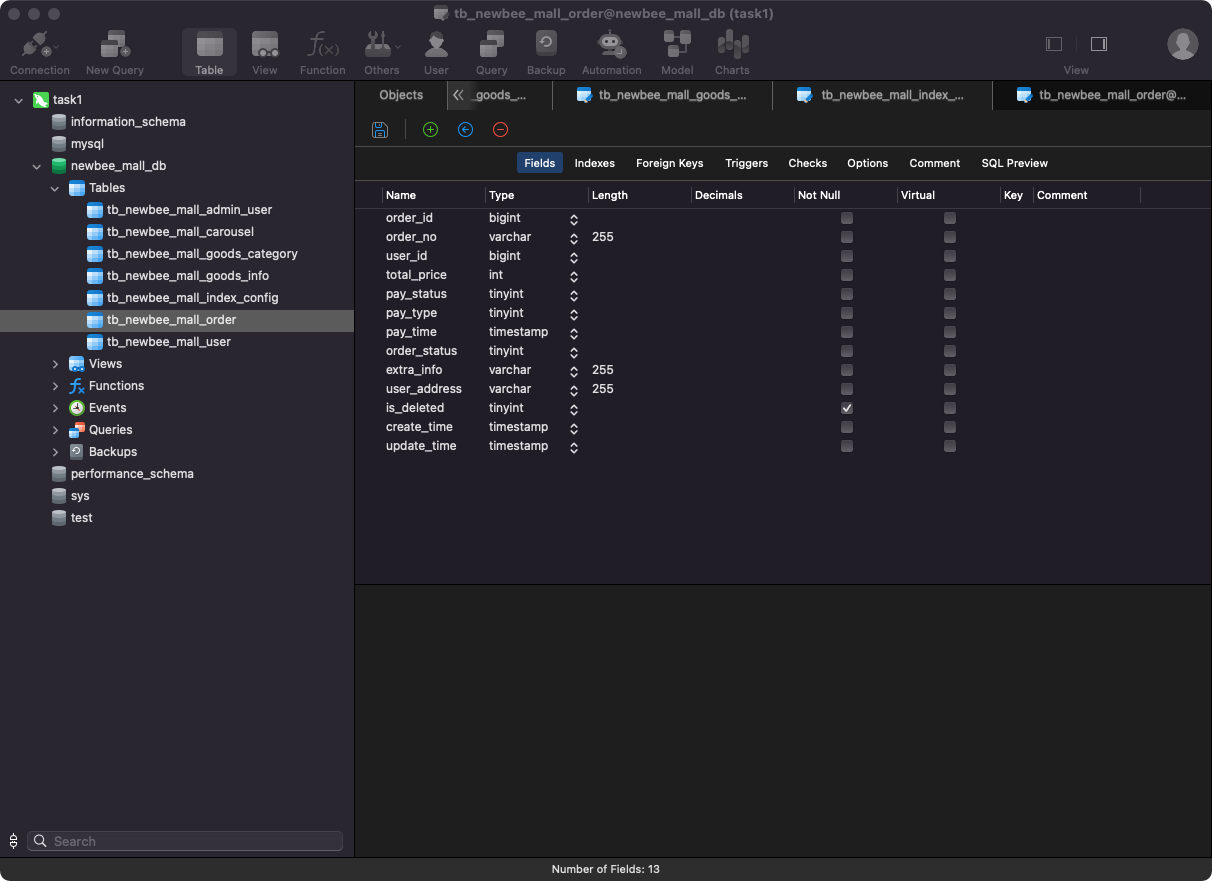 tb_newbee_mall_order@newbee_mall_db (task1)
Connection New Query Table View Function Others User Query Backup Automation Model Charts View
Objects _goods_... tb_newbee_mall_goods_... tb_newbee_mall_index_... tb_newbee_mall_order@...
task1
information_schema
mysql
newbee_mall_db
Tables
tb_newbee_mall_admin_user
tb_newbee_mall_carousel
tb_newbee_mall_goods_category
tb_newbee_mall_goods_info
tb_newbee_mall_index_config
tb_newbee_mall_order
tb_newbee_mall_user
Views
Functions
Events
Queries
Backups
performance_schema
sys
test
Search
Fields Indexes Foreign Keys Triggers Checks Options Comment SQL Preview
Name Type Length Decimals Not Null Virtual Key Comment
order_id bigint
order_no varchar 255
user_id bigint
total_price int
pay_status tinyint
pay_type tinyint
pay_time timestamp
order_status tinyint
extra_info varchar 255
user_address varchar 255
is_deleted tinyint
create_time timestamp
update_time timestamp
Number of Fields: 13